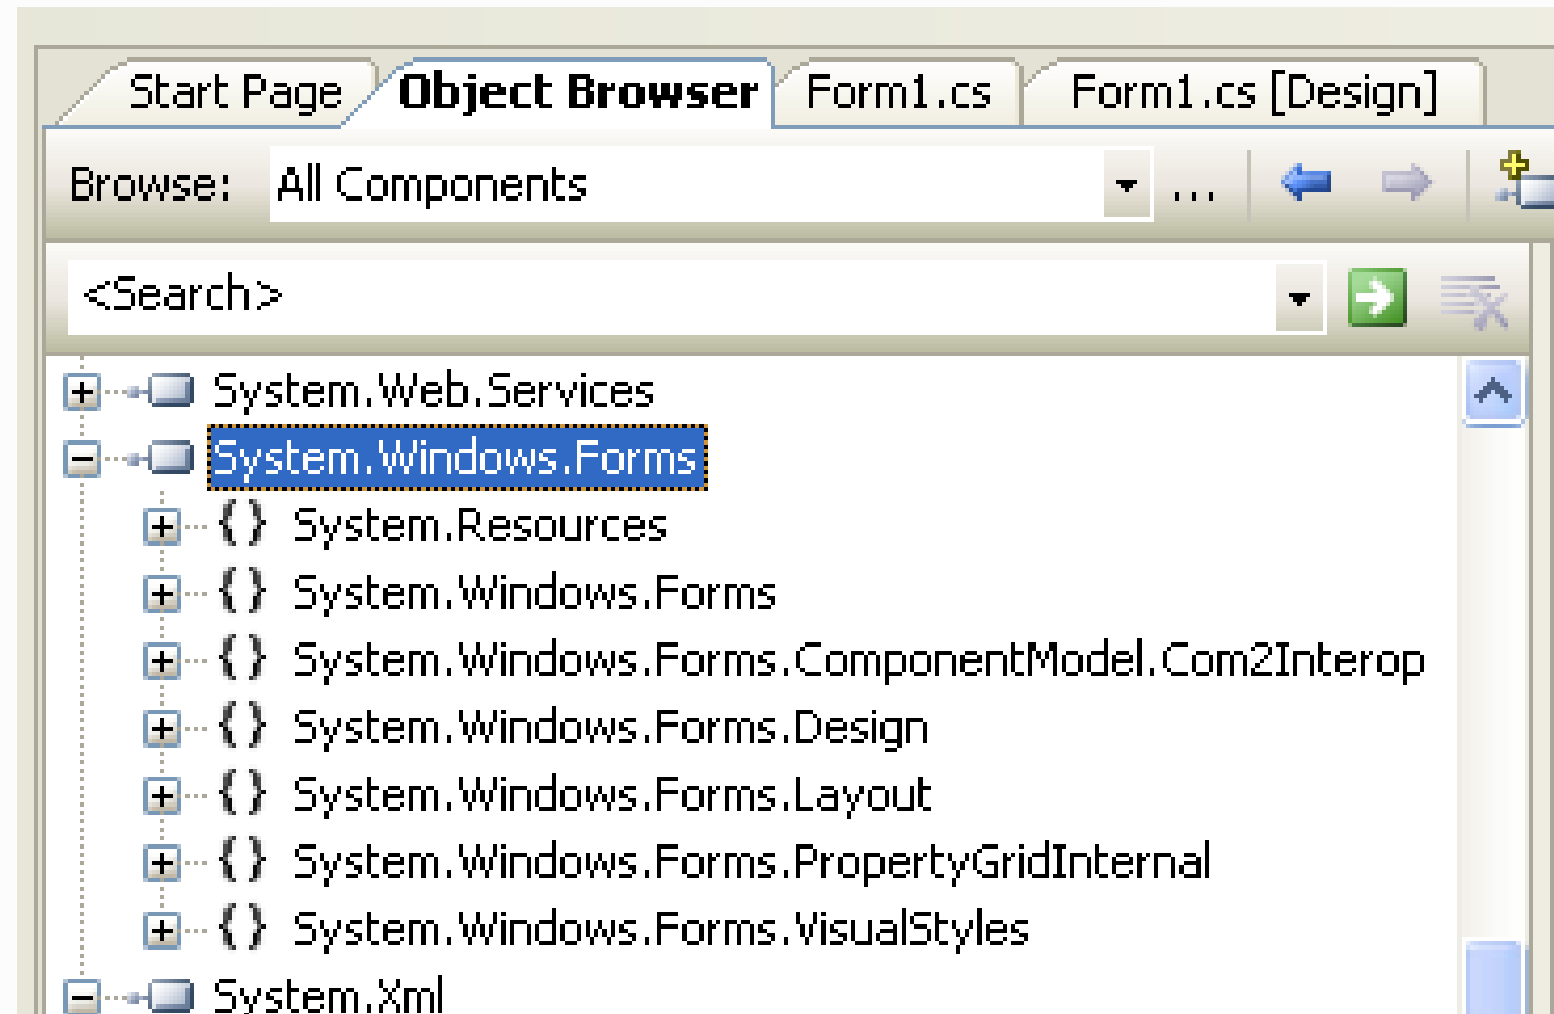 Start Page Object Browser Form1.cs Form1.cs [Design]
Browse: All Components ...
<Search>
System.Web.Services
System.Windows.Forms
{} System.Resources
{} System.Windows.Forms
{} System.Windows.Forms.ComponentModel.Com2Interop
{} System.Windows.Forms.Design
{} System.Windows.Forms.Layout
{} System.Windows.Forms.PropertyGridInternal
{} System.Windows.Forms.VisualStyles
System.Xml